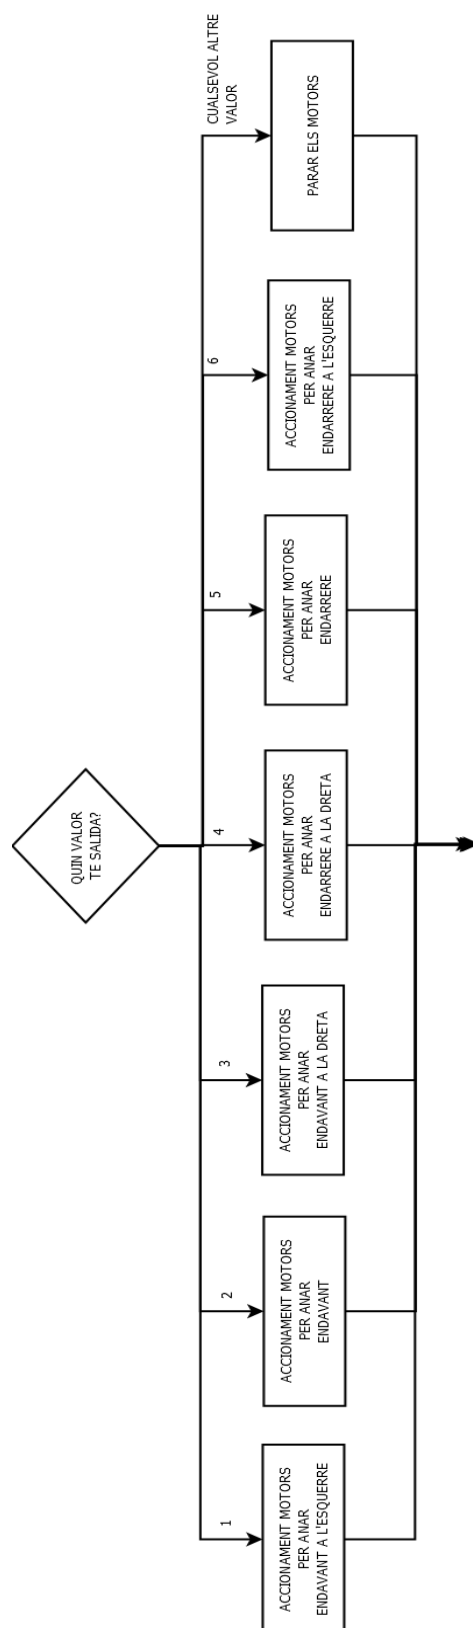 QUIN VALOR
TE SALIDA?
1
ACCIONAMENT MOTORS
PER ANAR
ENDAVANT A L'ESQUERRE
2
ACCIONAMENT MOTORS
PER ANAR
ENDAVANT
3
ACCIONAMENT MOTORS
PER ANAR
ENDAVANT A LA DRETA
4
ACCIONAMENT MOTORS
PER ANAR
ENDARRERE A LA DRETA
5
ACCIONAMENT MOTORS
PER ANAR
ENDARRERE
6
ACCIONAMENT MOTORS
PER ANAR
ENDARRERE A L'ESQUERRE
CUALSEVOL ALTRE
VALOR
PARAR ELS MOTORS